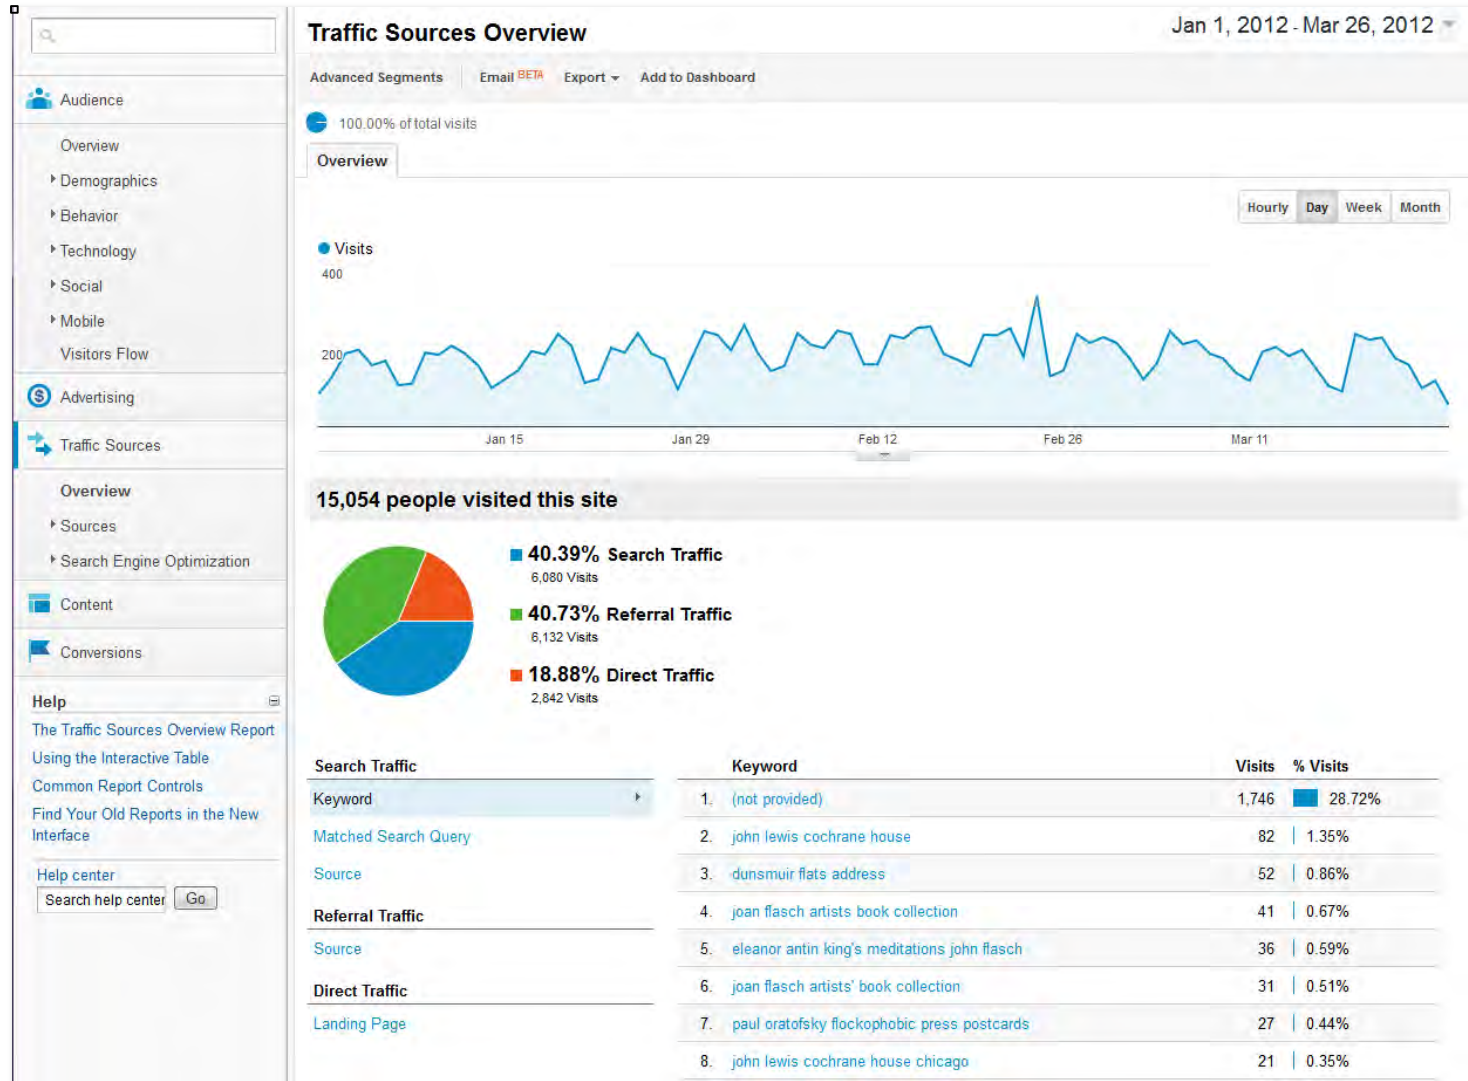 Traffic Sources Overview
Jan 1, 2012 - Mar 26, 2012
Advanced Segments
Email BETA
Export
Add to Dashboard
100.00% of total visits
Overview
Hourly
Day
Week
Month
Visits
400
200
Jan 15
Jan 29
Feb 12
Feb 26
Mar 11
Audience
Overview
Demographics
Behavior
Technology
Social
Mobile
Visitors Flow
Advertising
Traffic Sources
Overview
Sources
Search Engine Optimization
Content
Conversions
Help
The Traffic Sources Overview Report
Using the Interactive Table
Common Report Controls
Find Your Old Reports in the New
Interface
Help center
Search help center
Go
15,054 people visited this site
40.39% Search Traffic
6,080 Visits
40.73% Referral Traffic
6,132 Visits
18.88% Direct Traffic
2,842 Visits
Search Traffic
Keyword
Matched Search Query
Source
Referral Traffic
Source
Direct Traffic
Landing Page
Keyword Visits % Visits
1. (not provided) 1,746 28.72%
2. john lewis cochrane house 82 1.35%
3. dunsmuir flats address 52 0.86%
4. joan flasch artists book collection 41 0.67%
5. eleanor antin king's meditations john flasch 36 0.59%
6. joan flasch artists' book collection 31 0.51%
7. paul oratofsky flockophobic press postcards 27 0.44%
8. john lewis cochrane house chicago 21 0.35%